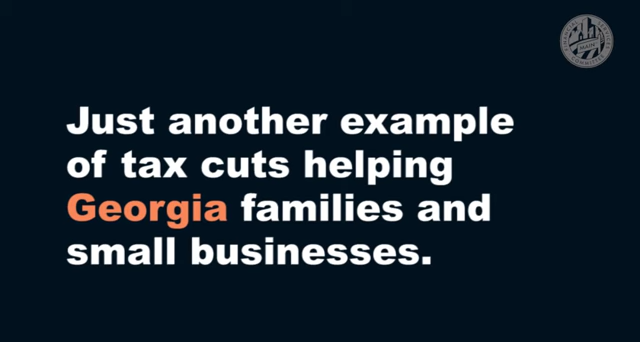 Just another example
of tax cuts helping
Georgia families and
small businesses.